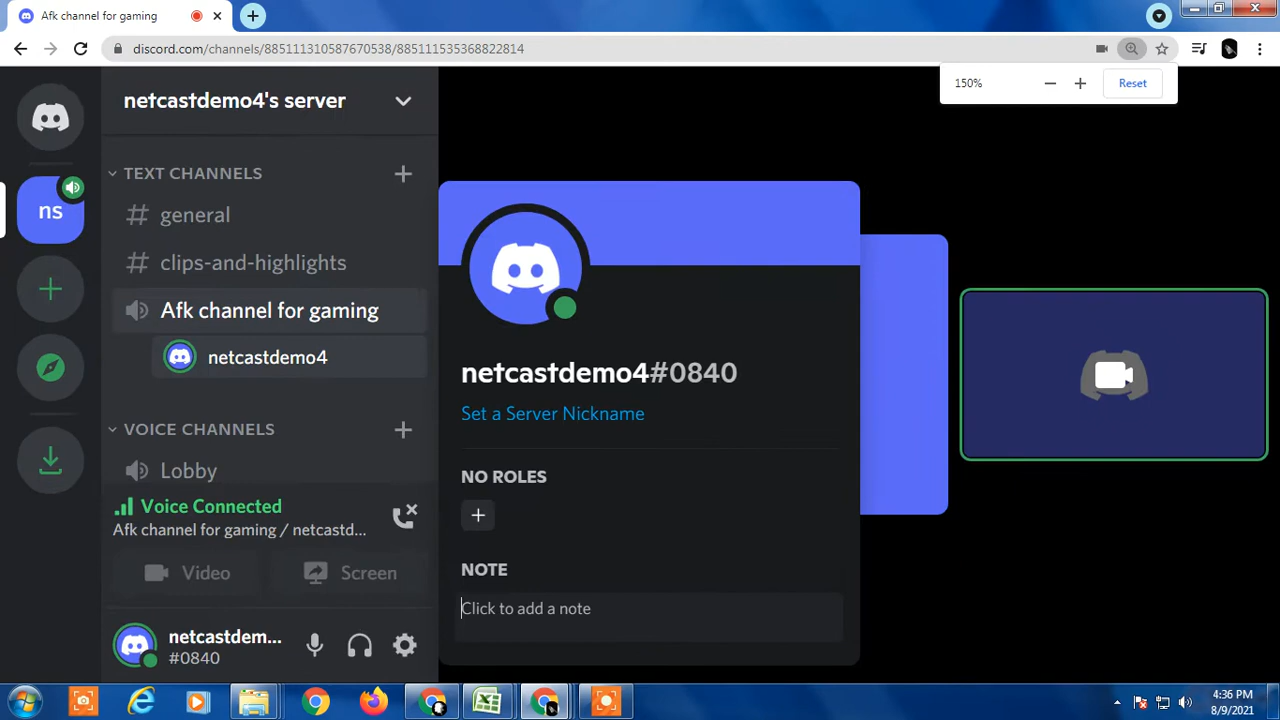 Afk channel for gaming
discord.com/channels/885111310587670538/885111535368822814
150%
Reset
netcastdemo4's server
TEXT CHANNELS
general
clips-and-highlights
Afk channel for gaming
netcastdemo4
VOICE CHANNELS
Lobby
Voice Connected
Afk channel for gaming / netcastd...
Video
Screen
netcastdem...
#0840
ns
netcastdemo4#0840
Set a Server Nickname
NO ROLES
NOTE
Click to add a note
4:36 PM
8/9/2021